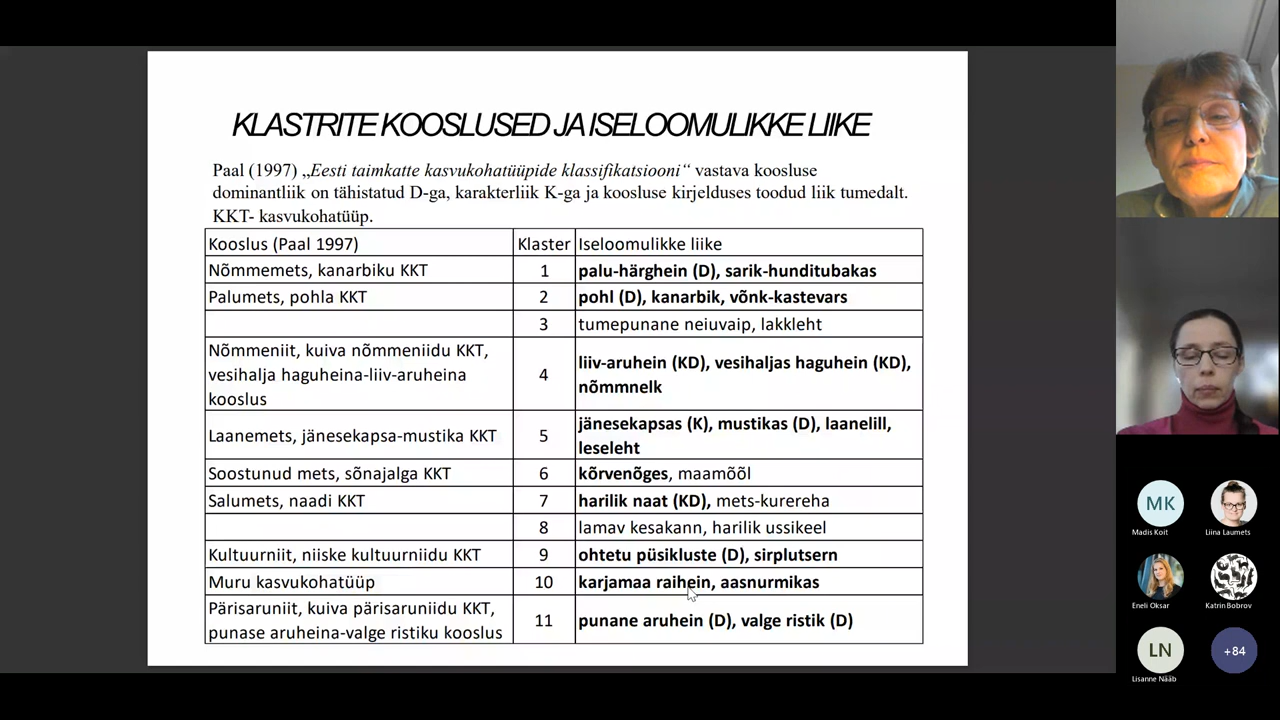 KLASTRITE KOOSLUSED JA ISELOOMULIKKE LIIKE
Paal (1997) „Eesti taimkatte kasvukohatüüpide klassifikatsiooni“ vastava koosluse
dominantliik on tähistatud D-ga, karakterliik K-ga ja koosluse kirjelduses toodud liik tumedalt.
KKT- kasvukohatüüp.
Kooslus (Paal 1997) Klaster Iseloomulikke liike
Nõmmemets, kanarbiku KKT 1 palu-härghein (D), sarik-hunditubakas
Palumets, pohla KKT 2 pohl (D), kanarbik, võnk-kastevars
3 tumepunane neiuvaip, lakkleht
Nõmmeniit, kuiva nõmmeniidu KKT,
vesihalja haguheina-liiv-aruheina
kooslus
4
liiv-aruhein (KD), vesihaljas haguhein (KD),
nõmmnelk
Laanemets, jänesekapsa-mustika KKT 5
jänesekapsas (K), mustikas (D), laanelill,
leseleht
Soostunud mets, sõnajalga KKT 6 kõrvenõges, maamõõl
Salumets, naadi KKT 7 harilik naat (KD), mets-kurereha
8 lamav kesakann, harilik ussikeel
Kultuurniit, niiske kultuurniidu KKT 9 ohtetu püsikluste (D), sirplutsern
Muru kasvukohatüüp 10 karjamaa raihein, aasnurmikas
Pärisaruniit, kuiva pärisaruniidu KKT,
punase aruheina-valge ristiku kooslus
11 punane aruhein (D), valge ristik (D)
MK
Madis Koit
Liina Laumets
Eneli Oksar
Katrin Bobrov
LN
Lisanne Nääb
+84